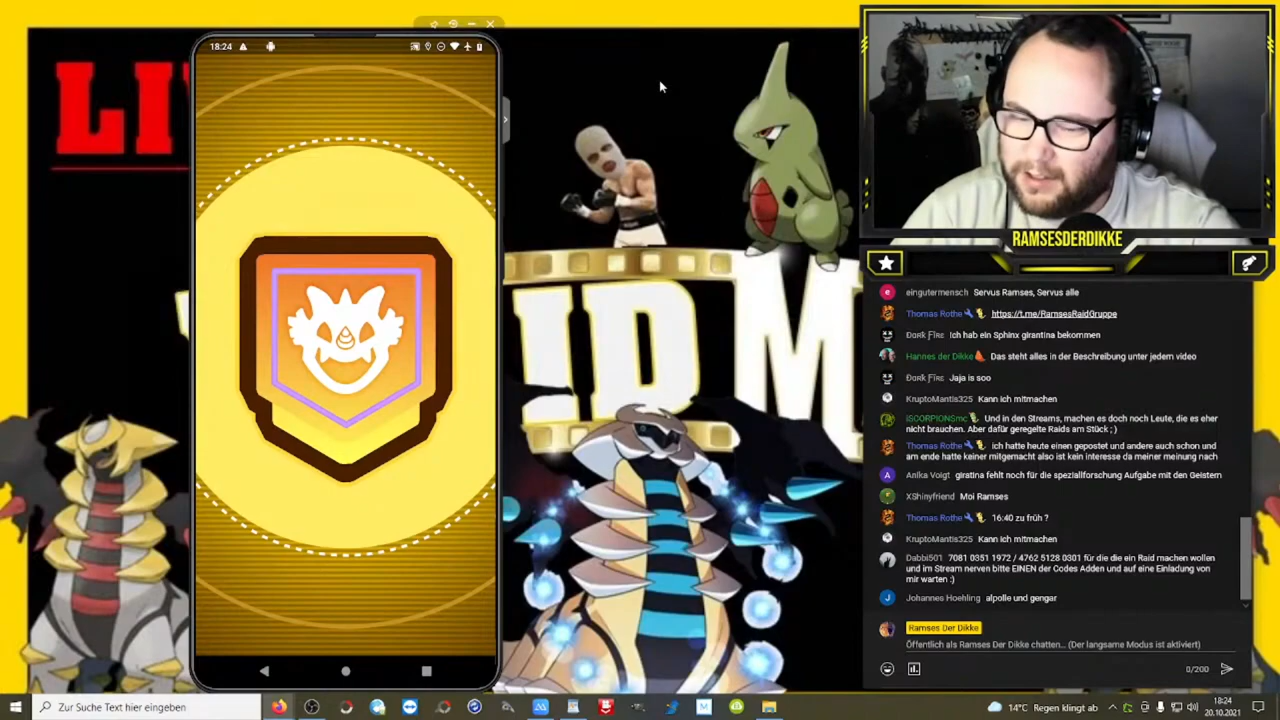 18:24
LI
!D M
RAMSESDERDIKKE
eingutermensch Servus Ramses, Servus alle
Thomas Rothe https://t.me/RamsesRaidGruppe
Ðαrk Ƒirε Ich hab ein Sphinx girantina bekommen
Hannes der Dikke Das steht alles in der Beschreibung unter jedem video
Ðαrk Ƒirε Jaja is soo
KruptoMantis325 Kann ich mitmachen
iSCORPIONSmc Und in den Streams, machen es doch noch Leute, die es eher
nicht brauchen. Aber dafür geregelte Raids am Stück ; )
Thomas Rothe ich hatte heute einen gepostet und andere auch schon und
am ende hatte keiner mitgemacht also ist kein interesse da meiner meinung nach
A Anika Voigt giratina fehlt noch für die speziallforschung Aufgabe mit den Geistern
XShinyfriend Moi Ramses
Thomas Rothe 16:40 zu früh ?
KruptoMantis325 Kann ich mitmachen
Dabbi501 7081 0351 1972 / 4762 5128 0301 für die die ein Raid machen wollen
und im Stream nerven bitte EINEN der Codes Adden und auf eine Einladung von
mir warten :)
J Johannes Hoehling alpolle und gengar
Ramses Der Dikke
Öffentlich als Ramses Der Dikke chatten... (Der langsame Modus ist aktiviert)
0/200
Zur Suche Text hier eingeben
14°C Regen klingt ab
18:24
20.10.2021